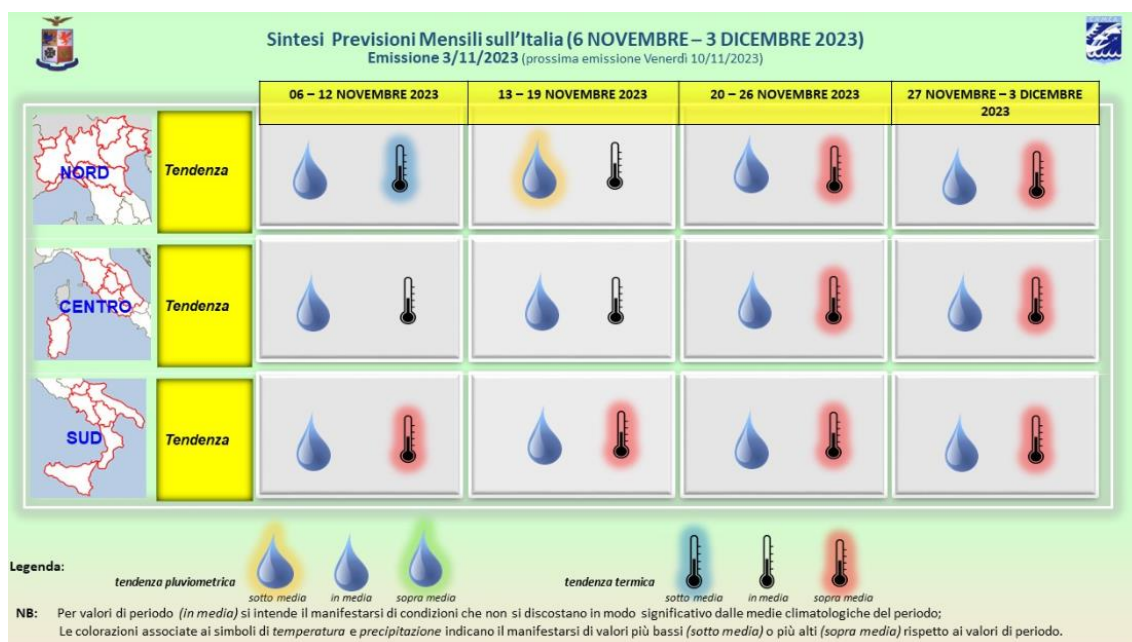 Sintesi Previsioni Mensili sull'Italia (6 NOVEMBRE – 3 DICEMBRE 2023)
Emissione 3/11/2023 (prossima emissione Venerdì 10/11/2023)
06 – 12 NOVEMBRE 2023
13 – 19 NOVEMBRE 2023
20 – 26 NOVEMBRE 2023
27 NOVEMBRE – 3 DICEMBRE
2023
NORD
Tendenza
CENTRO
Tendenza
SUD
Tendenza
Legenda:
tendenza pluviometrica
sotto media
in media
sopra media
tendenza termica
sotto media
in media
sopra media
NB: Per valori di periodo (in media) si intende il manifestarsi di condizioni che non si discostano in modo significativo dalle medie climatologiche del periodo;
Le colorazioni associate ai simboli di temperatura e precipitazione indicano il manifestarsi di valori più bassi (sotto media) o più alti (sopra media) rispetto ai valori di periodo.